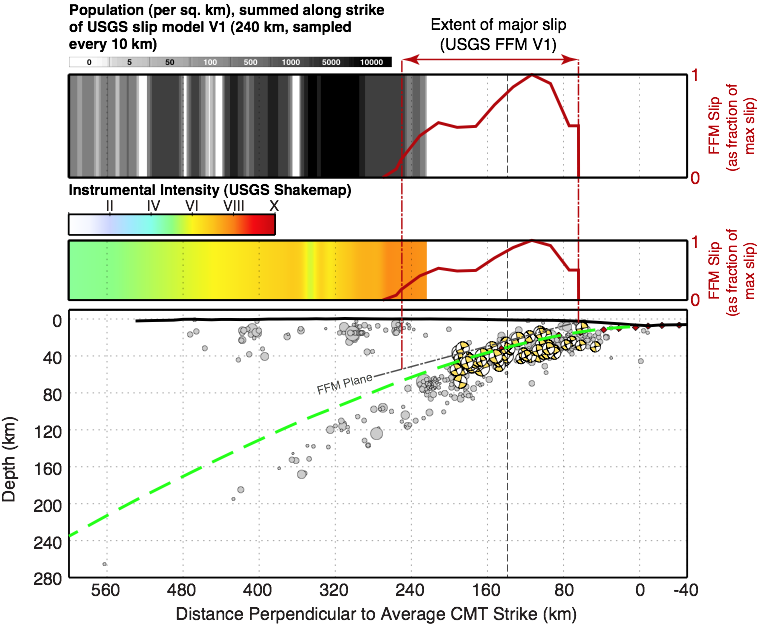 Population (per sq. km), summed along strike
of USGS slip model V1 (240 km, sampled
every 10 km)
0 5 50 100 500 1000 5000 10000
Extent of major slip
(USGS FFM V1)
1
0
FFM Slip
(as fraction of
max slip)
Instrumental Intensity (USGS Shakemap)
II IV VI VIII X
1
0
FFM Slip
(as fraction of
max slip)
0
40
80
120
160
200
240
280
Depth (km)
FFM Plane
560 480 400 320 240 160 80 0 -40
Distance Perpendicular to Average CMT Strike (km)